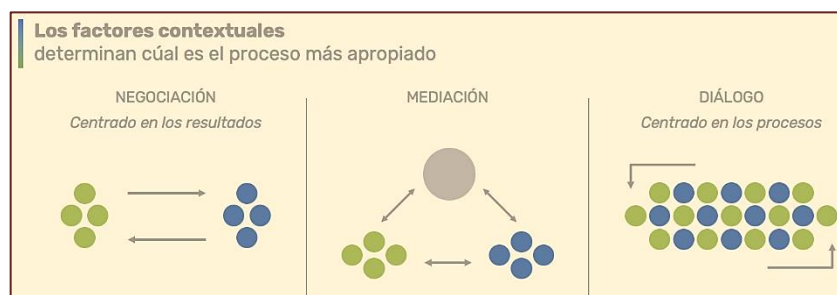 Los factores contextuales
determinan cúal es el proceso más apropiado
NEGOCIACIÓN
Centrado en los resultados
MEDIACIÓN
DIÁLOGO
Centrado en los procesos